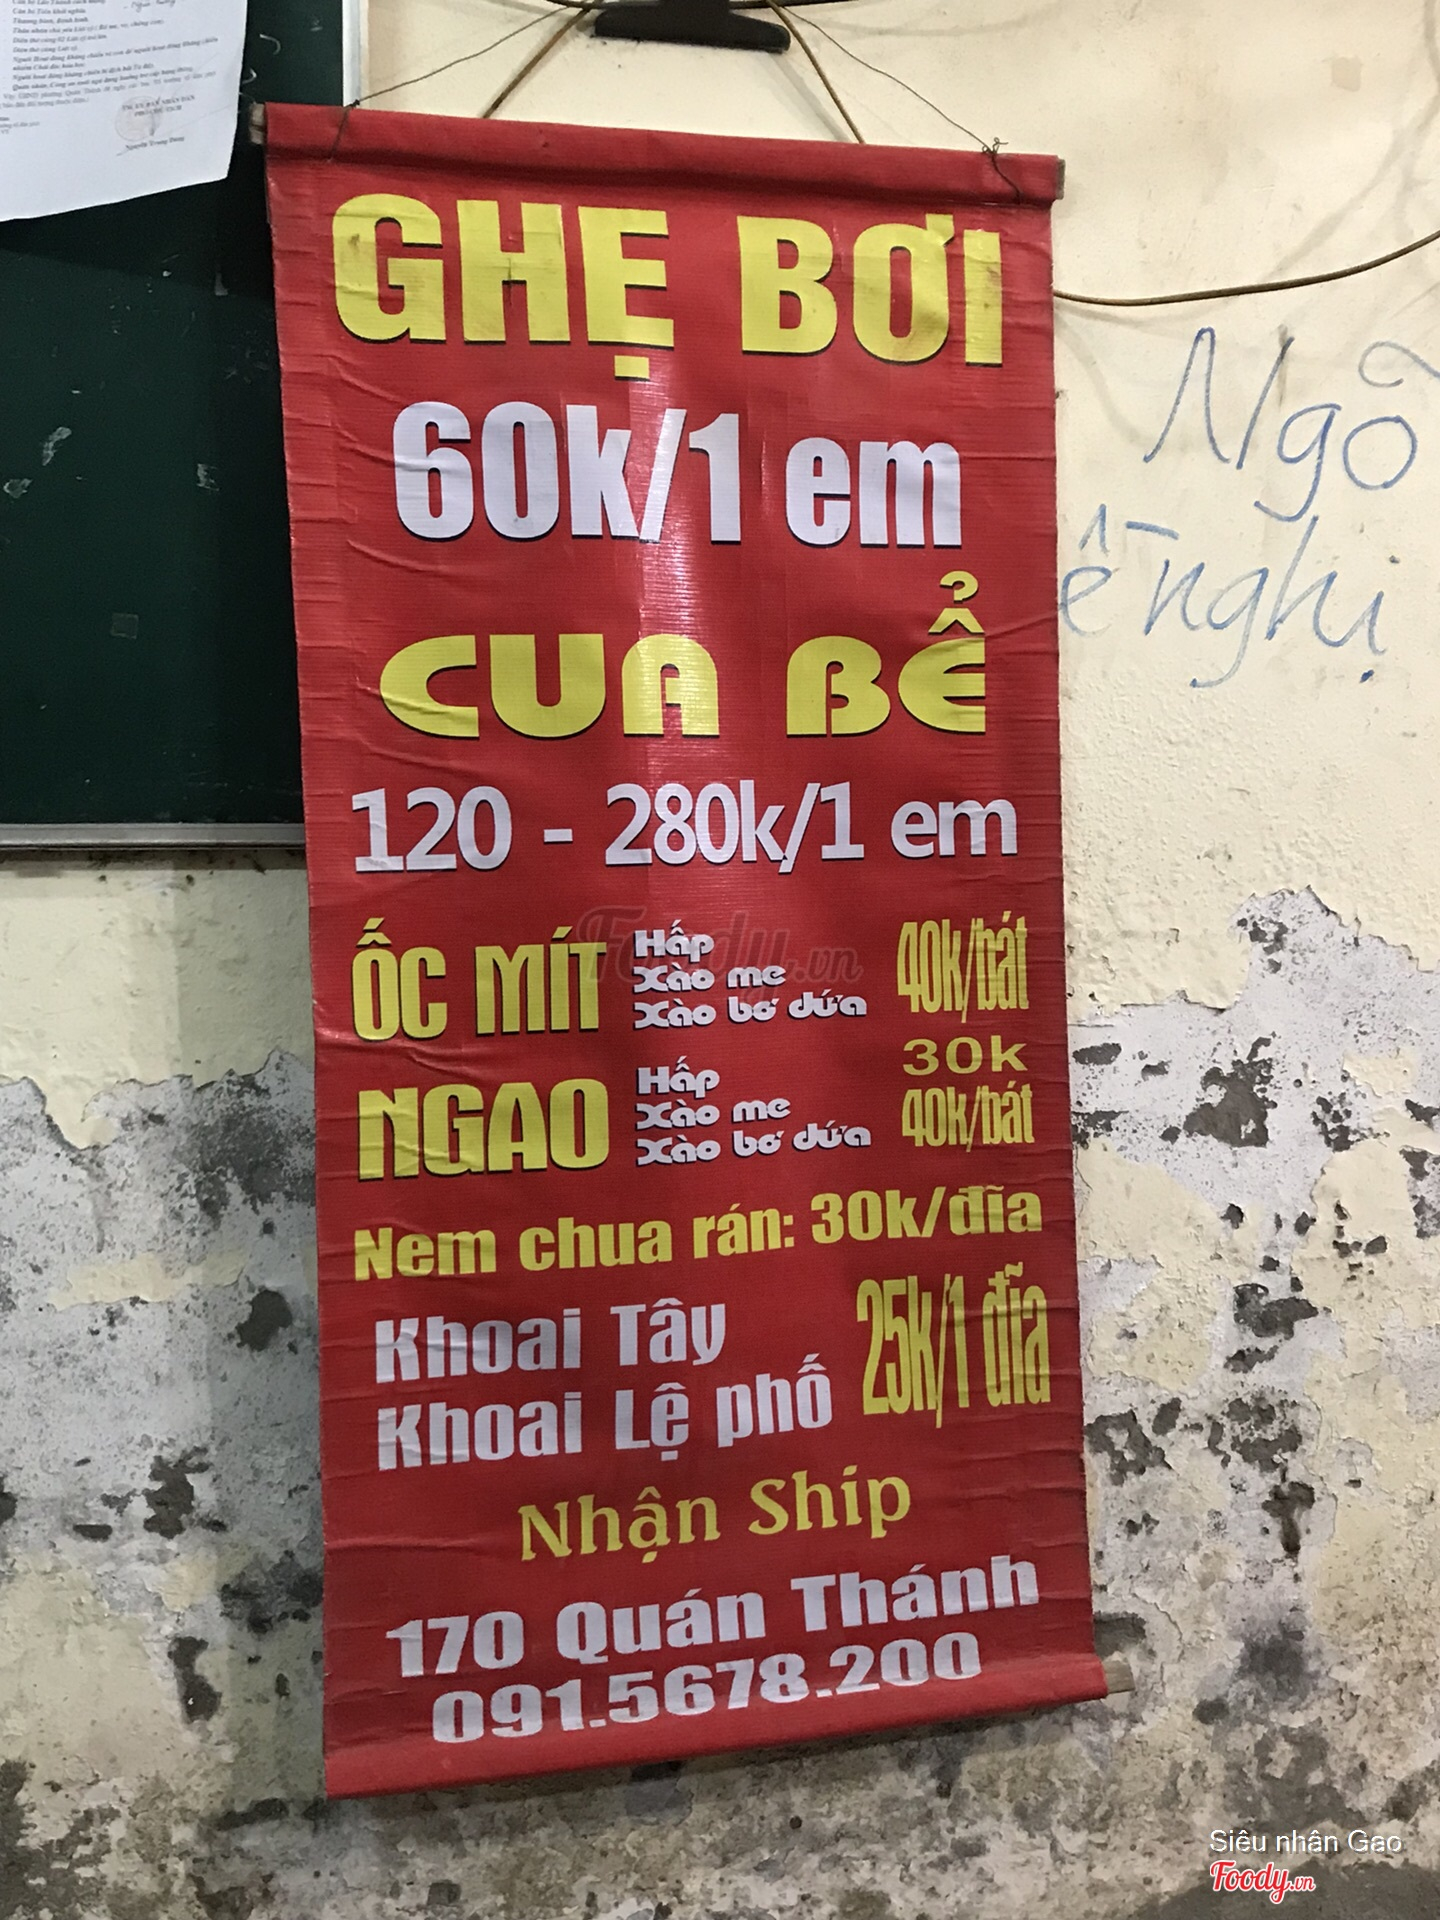 GHẸ BƠI
60k/1 em
CUA BỂ
120 - 280k/1 em
ỐC MÍT
Hấp
Xào me
Xào bơ dứa
40k/bát
NGAO
Hấp
Xào me
Xào bơ dứa
30k
40k/bát
Nem chua rán: 30k/đĩa
Khoai Tây
Khoai Lệ phố
25k/1 đĩa
Nhận Ship
170 Quán Thánh
091.5678.200
Ngõ
ề nghị
Foody.vn
Siêu nhân Gao
Foody.vn